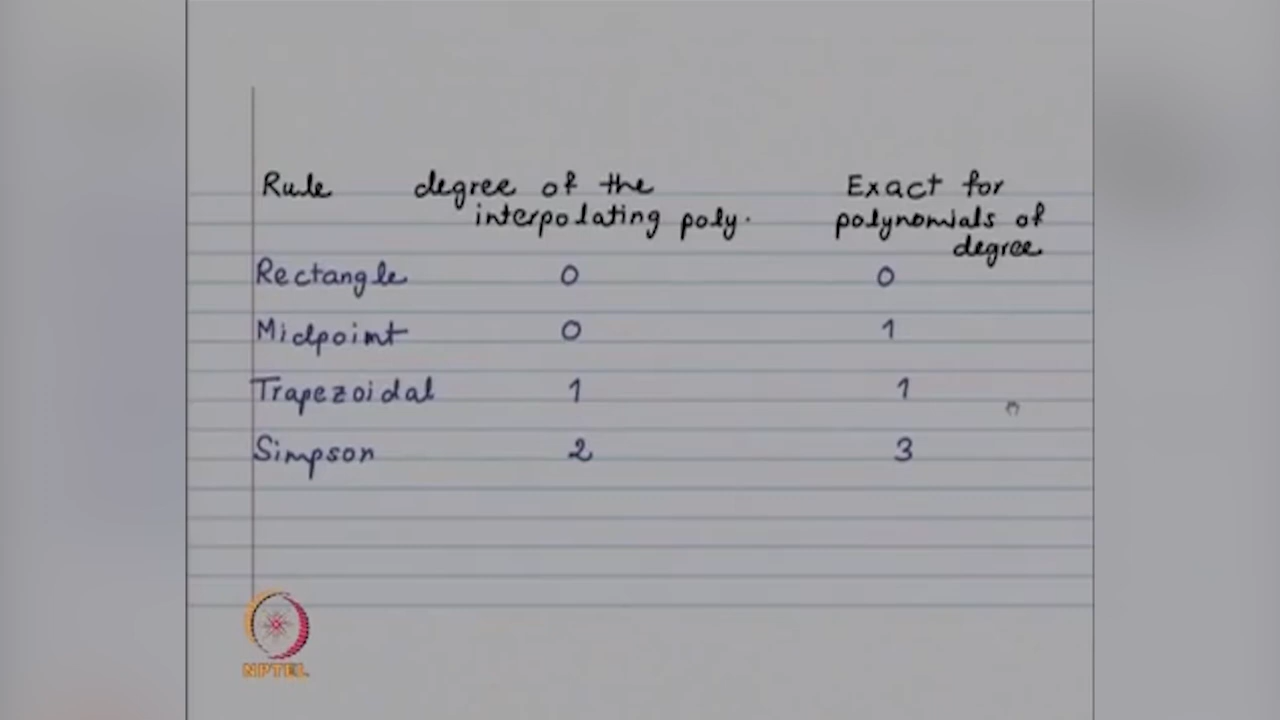 Rule degree of the Exact for
interpolating poly. polynomials of
degree
Rectangle 0 0
Midpoint 0 1
Trapezoidal 1 1
Simpson 2 3
NPTEL